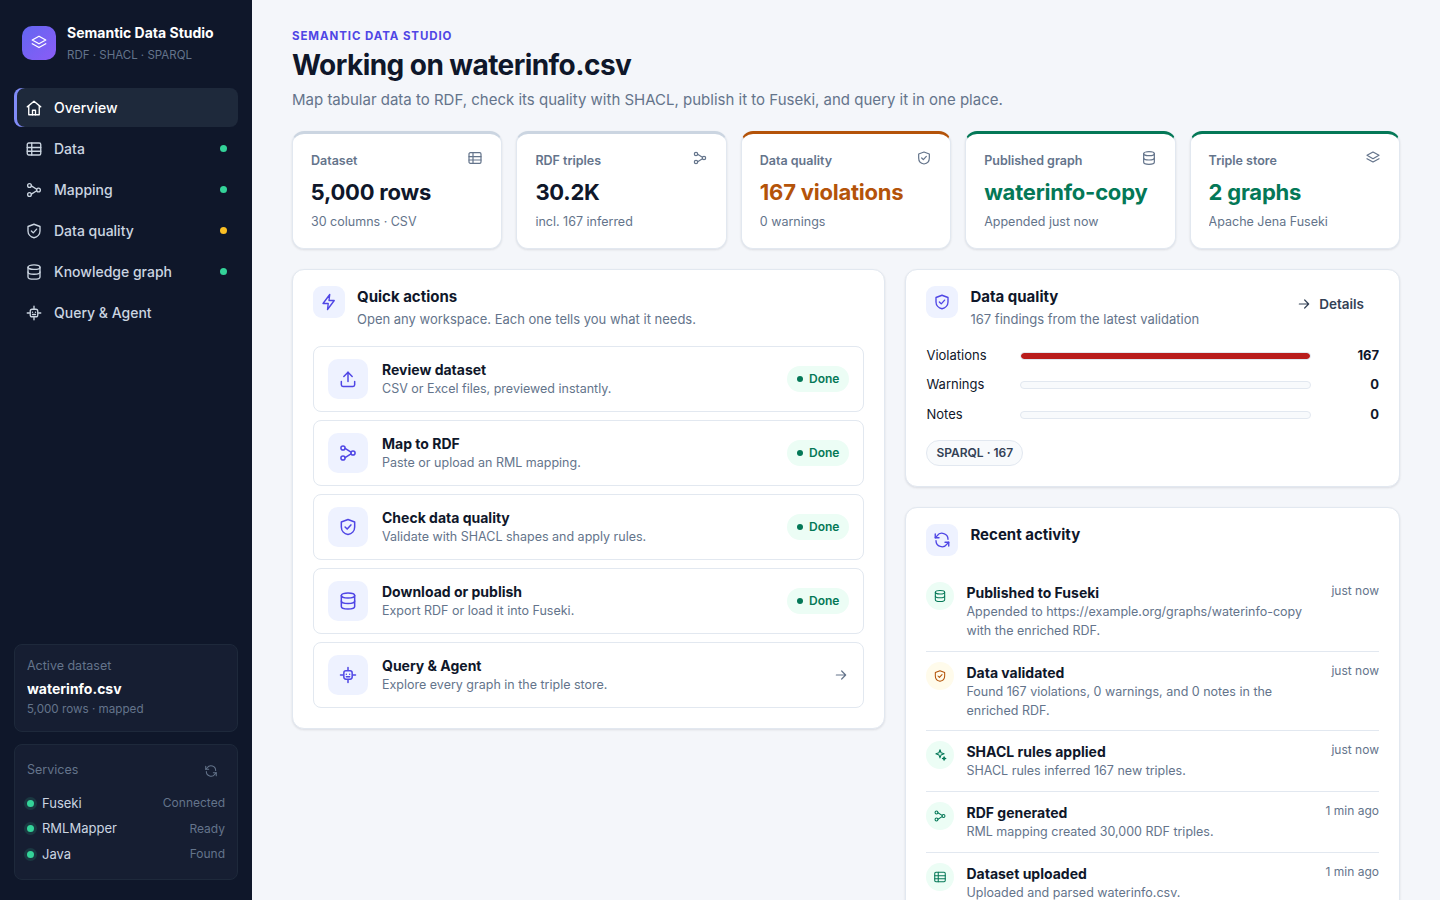 Semantic Data Studio
RDF · SHACL · SPARQL
Overview
Data
Mapping
Data quality
Knowledge graph
Query & Agent
Active dataset
waterinfo.csv
5,000 rows · mapped
Services
Fuseki Connected
RMLMapper Ready
Java Found
SEMANTIC DATA STUDIO
Working on waterinfo.csv
Map tabular data to RDF, check its quality with SHACL, publish it to Fuseki, and query it in one place.
Dataset
5,000 rows
30 columns · CSV
RDF triples
30.2K
incl. 167 inferred
Data quality
167 violations
0 warnings
Published graph
waterinfo-copy
Appended just now
Triple store
2 graphs
Apache Jena Fuseki
Quick actions
Open any workspace. Each one tells you what it needs.
Review dataset
CSV or Excel files, previewed instantly.
Done
Map to RDF
Paste or upload an RML mapping.
Done
Check data quality
Validate with SHACL shapes and apply rules.
Done
Download or publish
Export RDF or load it into Fuseki.
Done
Query & Agent
Explore every graph in the triple store.
Data quality
167 findings from the latest validation
Details
Violations 167
Warnings 0
Notes 0
SPARQL · 167
Recent activity
Published to Fuseki just now
Appended to https://example.org/graphs/waterinfo-copy
with the enriched RDF.
Data validated just now
Found 167 violations, 0 warnings, and 0 notes in the
enriched RDF.
SHACL rules applied just now
SHACL rules inferred 167 new triples.
RDF generated 1 min ago
RML mapping created 30,000 RDF triples.
Dataset uploaded 1 min ago
Uploaded and parsed waterinfo.csv.